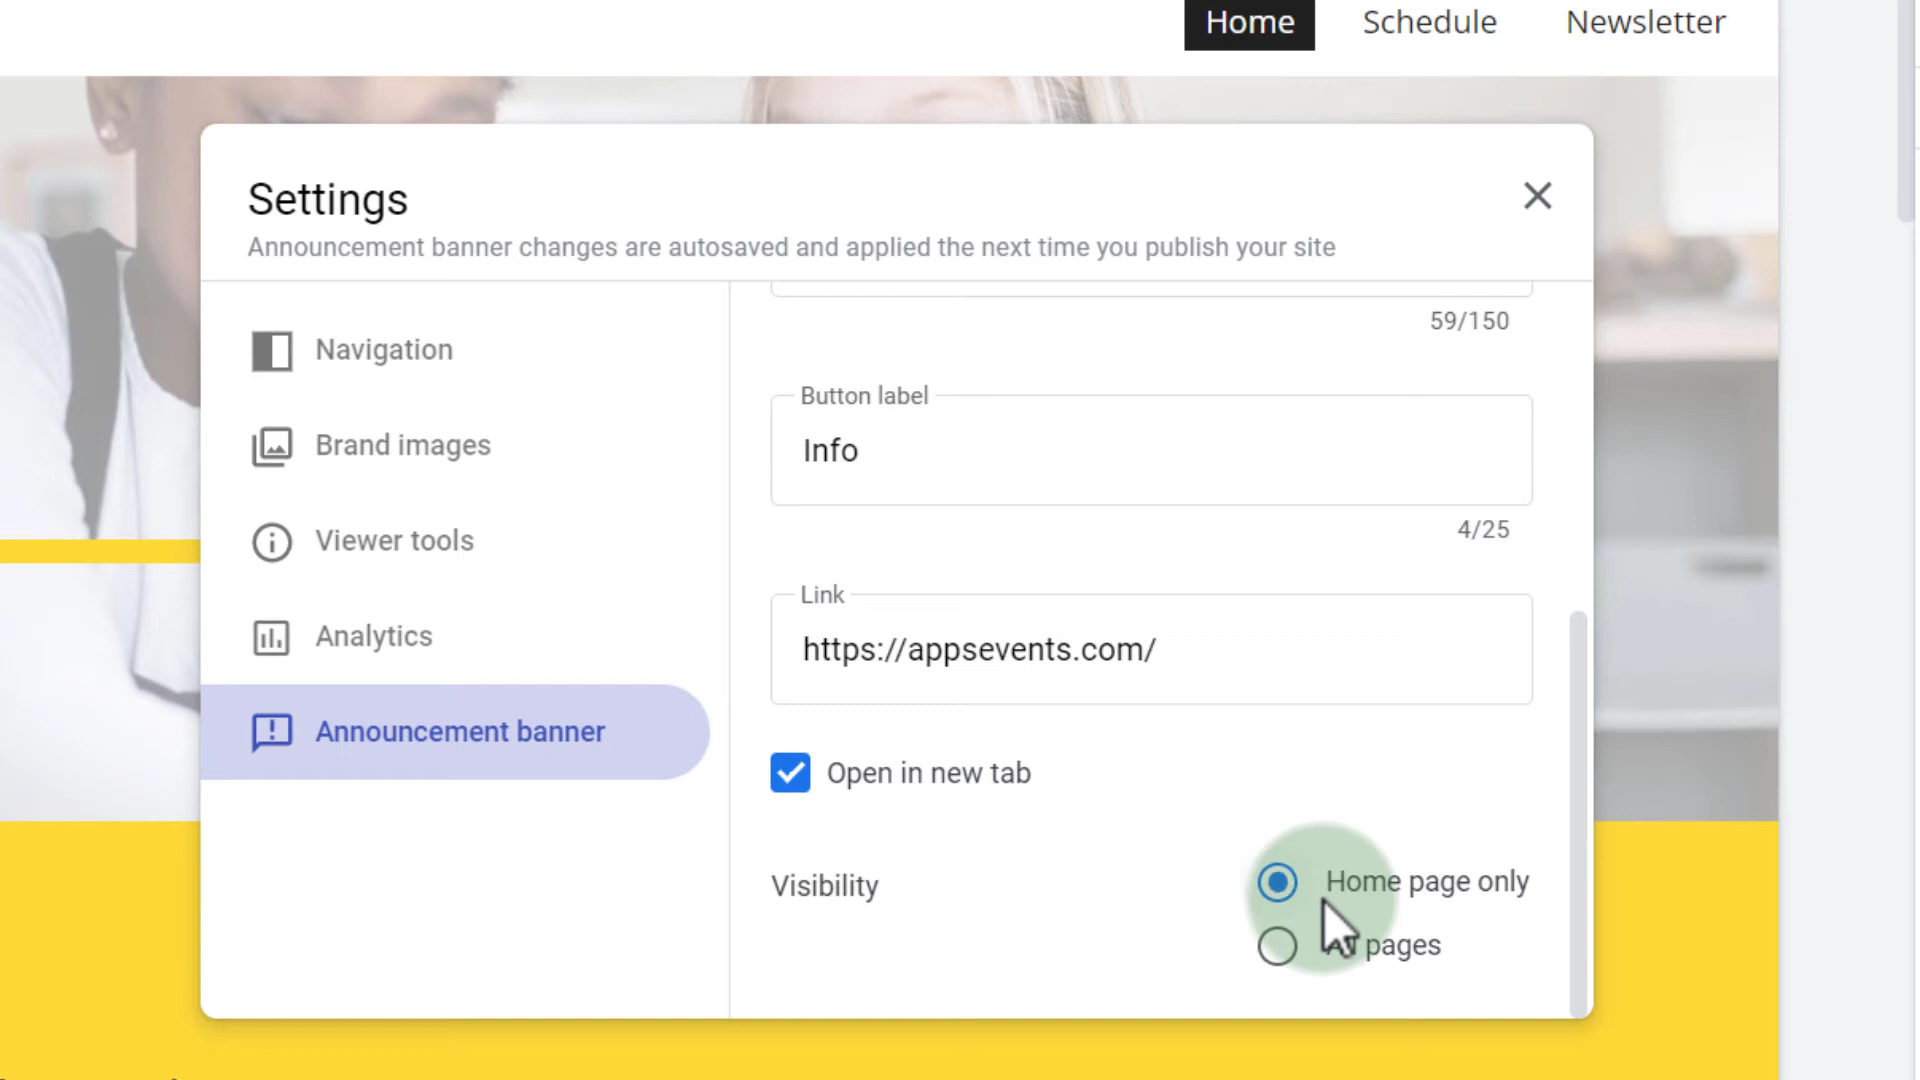 Home Schedule Newsletter
Settings
Announcement banner changes are autosaved and applied the next time you publish your site
Navigation
Brand images
Viewer tools
Analytics
Announcement banner
59/150
Button label
Info
4/25
Link
https://appsevents.com/
Open in new tab
Visibility
Home page only
pages